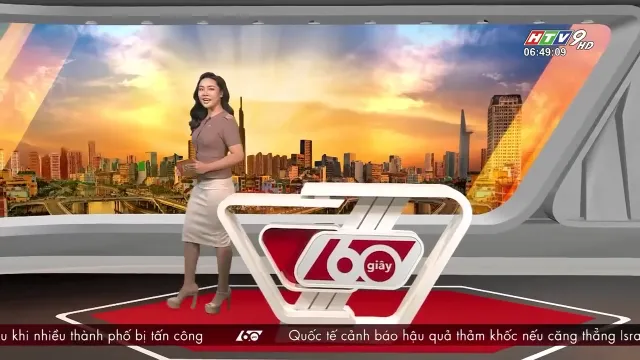 HTV9 HD
06:49:09
60 giây
u khi nhiều thành phố bị tấn công 60 Quốc tế cảnh báo hậu quả thảm khốc nếu căng thẳng Isra